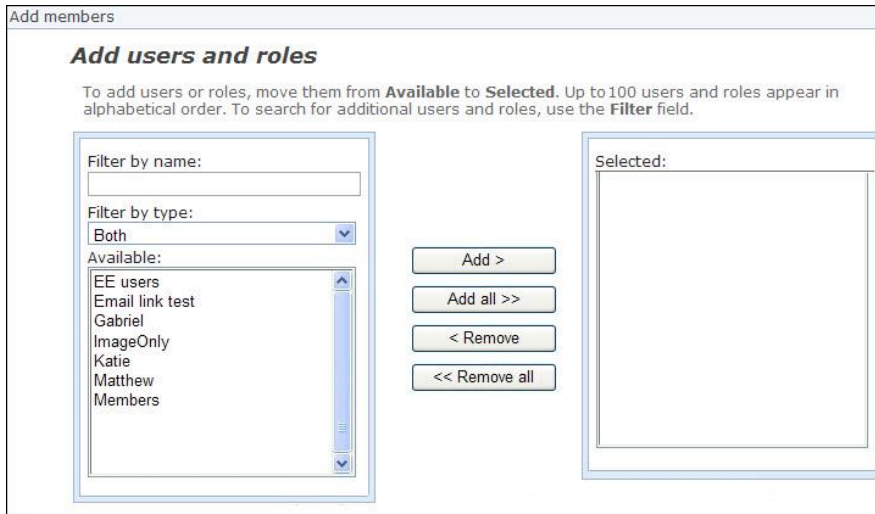 Add members
Add users and roles
To add users or roles, move them from Available to Selected. Up to 100 users and roles appear in
alphabetical order. To search for additional users and roles, use the Filter field.
Filter by name:
Filter by type:
Both
Available:
EE users
Email link test
Gabriel
ImageOnly
Katie
Matthew
Members
Add >
Add all >>
< Remove
<< Remove all
Selected: